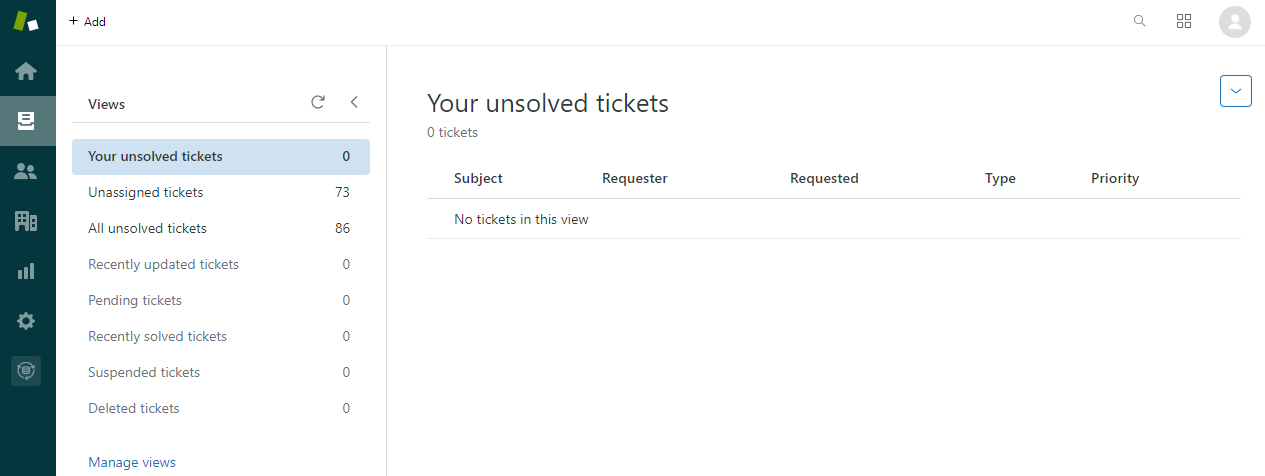 + Add
Views
Your unsolved tickets 0
Unassigned tickets 73
All unsolved tickets 86
Recently updated tickets 0
Pending tickets 0
Recently solved tickets 0
Suspended tickets 0
Deleted tickets 0
Manage views
Your unsolved tickets
0 tickets
Subject Requester Requested Type Priority
No tickets in this view